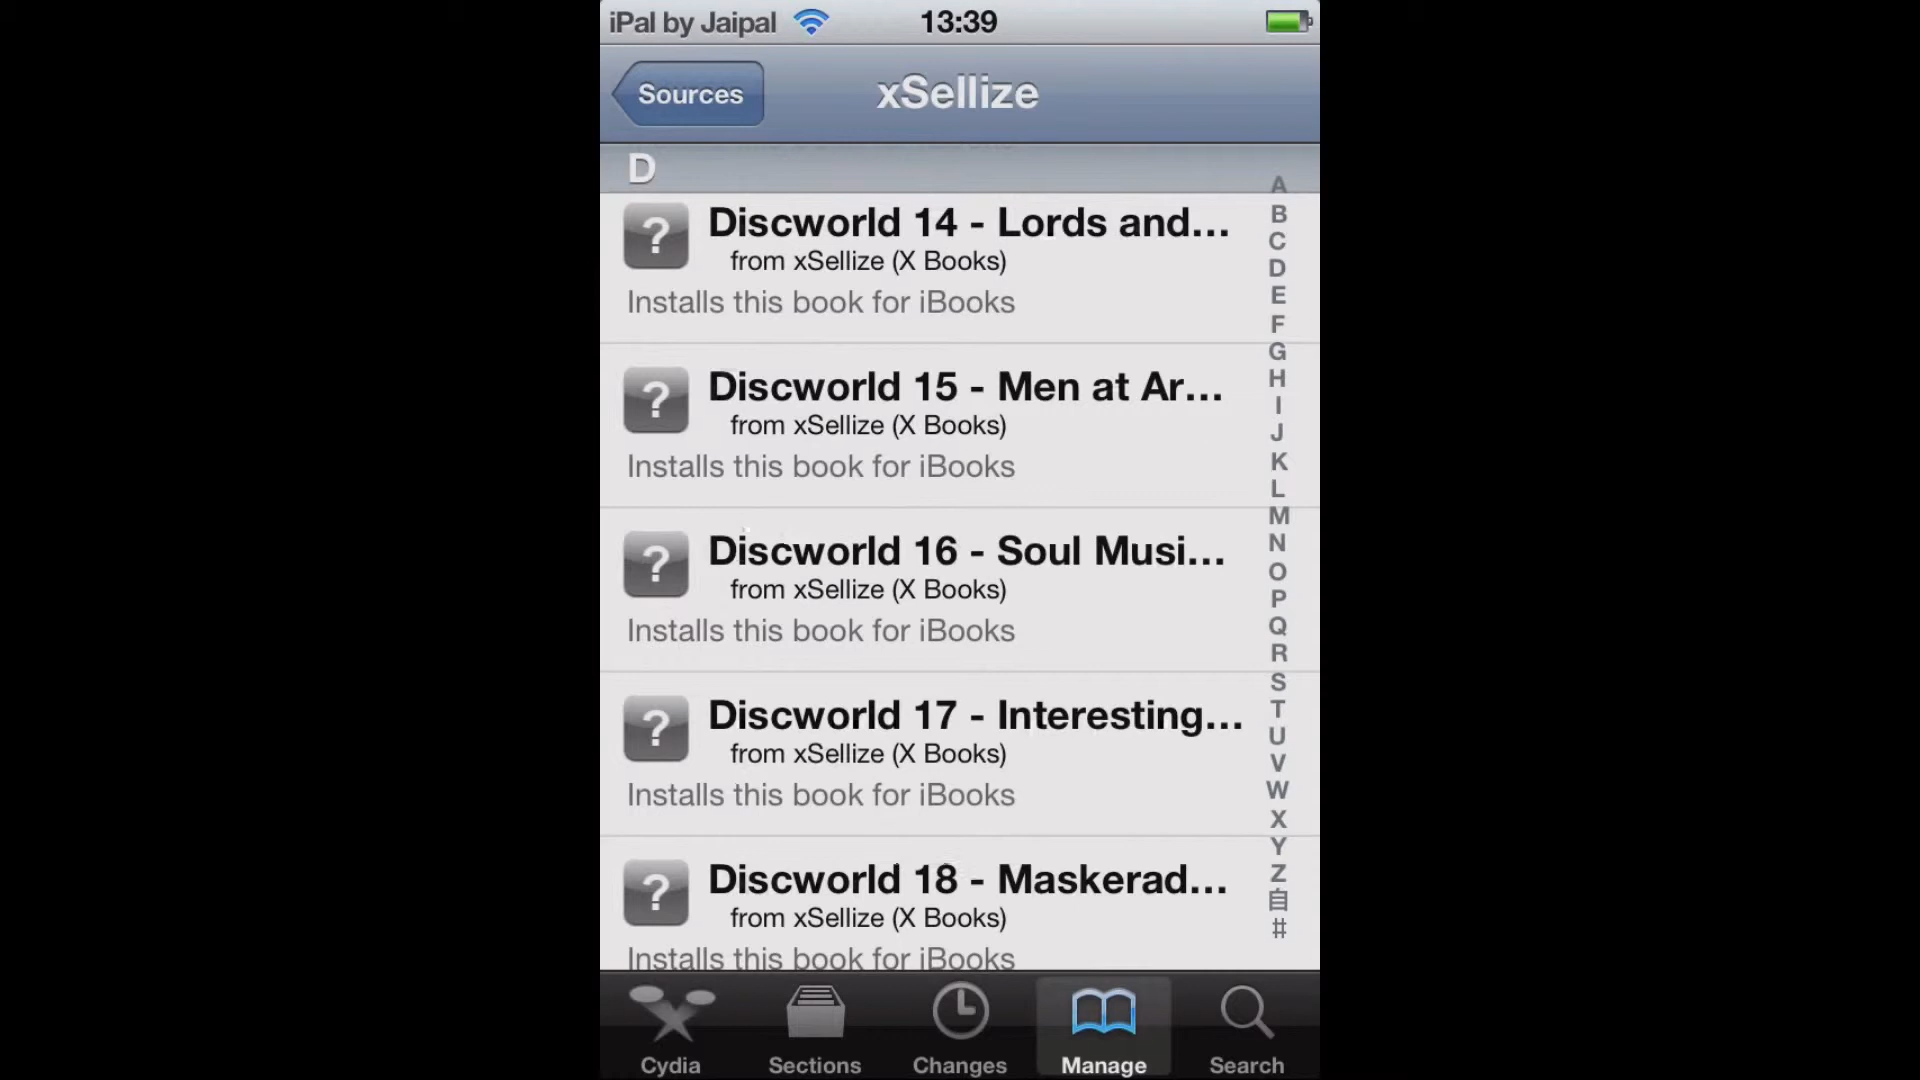 iPal by Jaipal 13:39
Sources xSellize
D
Discworld 14 - Lords and...
from xSellize (X Books)
Installs this book for iBooks
Discworld 15 - Men at Ar...
from xSellize (X Books)
Installs this book for iBooks
Discworld 16 - Soul Musi...
from xSellize (X Books)
Installs this book for iBooks
Discworld 17 - Interesting...
from xSellize (X Books)
Installs this book for iBooks
Discworld 18 - Maskerad...
from xSellize (X Books)
Installs this book for iBooks
A
B
C
D
E
F
G
H
I
J
K
L
M
N
O
P
Q
R
S
T
U
V
W
X
Y
Z
自
#
Cydia Sections Changes Manage Search